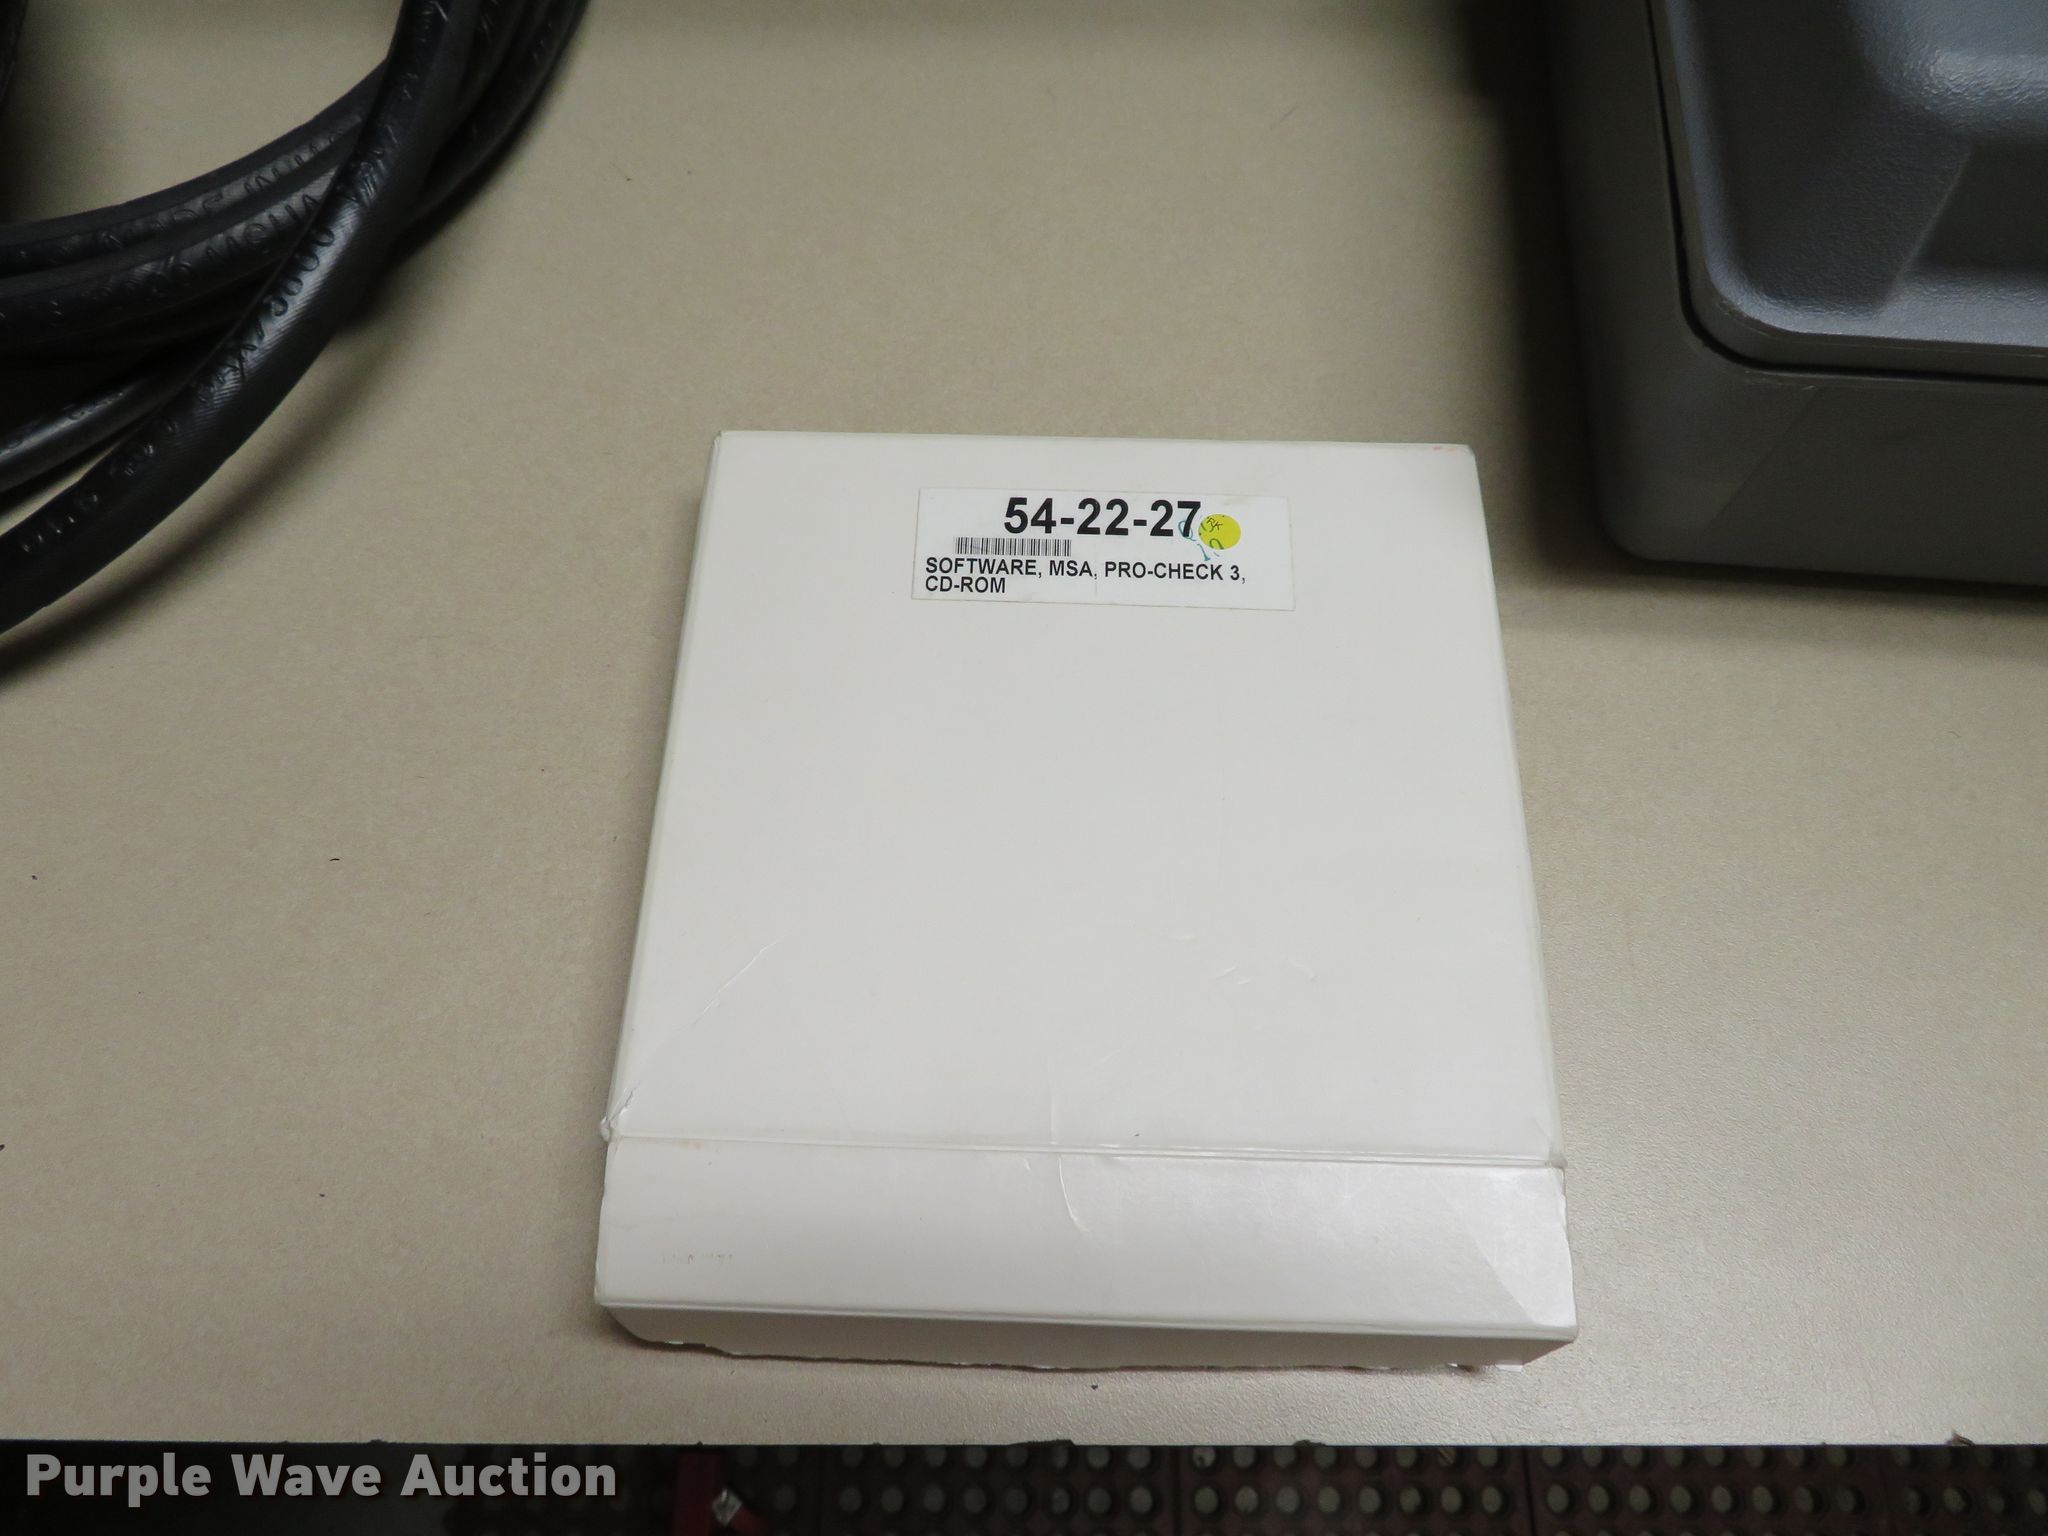 54-22-27
SOFTWARE, MSA, PRO-CHECK 3,
CD-ROM
Purple Wave Auction